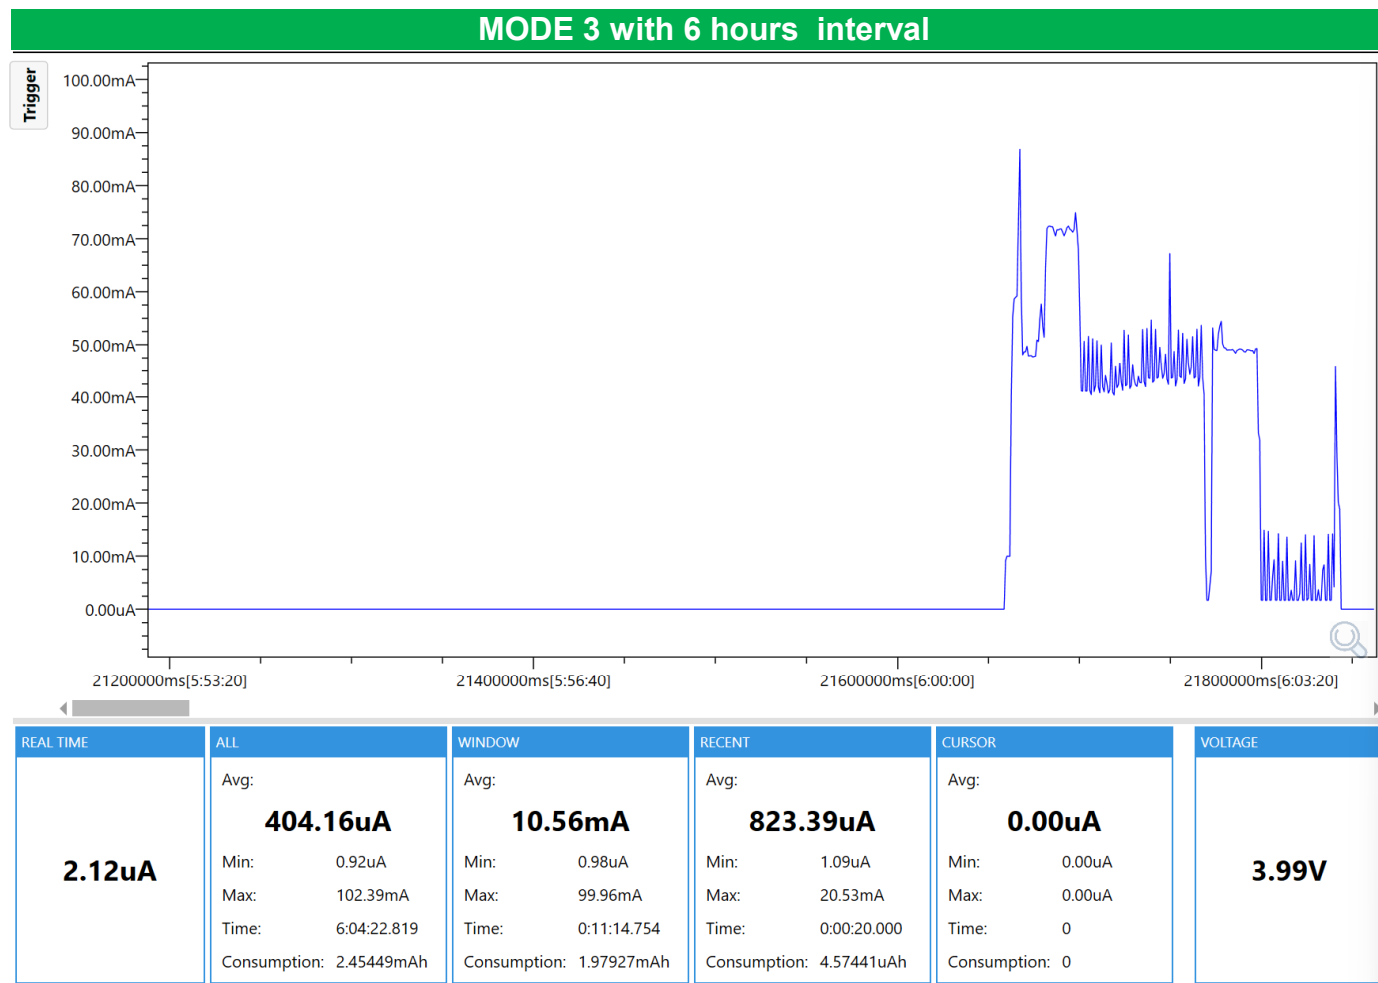 MODE 3 with 6 hours  interval
Trigger
100.00mA
90.00mA
80.00mA
70.00mA
60.00mA
50.00mA
40.00mA
30.00mA
20.00mA
10.00mA
0.00uA
21200000ms[5:53:20]
21400000ms[5:56:40]
21600000ms[6:00:00]
21800000ms[6:03:20]
REAL TIME
2.12uA
ALL
Avg:
404.16uA
Min: 0.92uA
Max: 102.39mA
Time: 6:04:22.819
Consumption: 2.45449mAh
WINDOW
Avg:
10.56mA
Min: 0.98uA
Max: 99.96mA
Time: 0:11:14.754
Consumption: 1.97927mAh
RECENT
Avg:
823.39uA
Min: 1.09uA
Max: 20.53mA
Time: 0:00:20.000
Consumption: 4.57441uAh
CURSOR
Avg:
0.00uA
Min: 0.00uA
Max: 0.00uA
Time: 0
Consumption: 0
VOLTAGE
3.99V